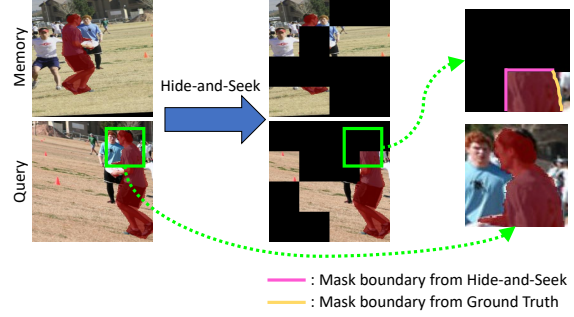 Memory
Hide-and-Seek
Query
: Mask boundary from Hide-and-Seek
: Mask boundary from Ground Truth